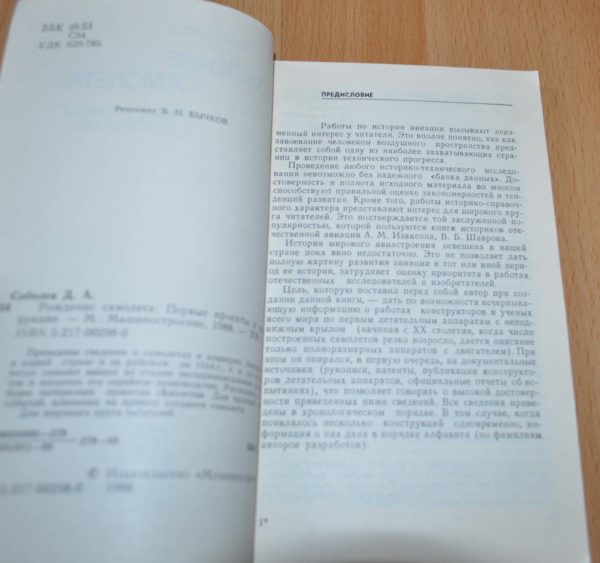 ББК 39.53
С54
УДК 629.735
Рецензент В. Н. БЫЧКОВ
Соболев Д. А.
Рождение самолета: Первые проекты и
рукции. — М.: Машиностроение, 1988. —
ISBN 5-217-00298-0
© Издательство «Машиност
1988
5-217-00298-0
ПРЕДИСЛОВИЕ
Работы по истории авиации вызывают неиз-
менный интерес у читателей. Это вполне понятно, так как
завоевание человеком воздушного пространства пред-
ставляет собой одну из наиболее захватывающих стра-
ниц в истории технического прогресса.
Проведение любого историко-технического исследо-
вания невозможно без надежного «банка данных». До-
стоверность и полнота исходного материала во многом
способствуют правильной оценке закономерностей и тен-
денций развития. Кроме того, работы историко-справоч-
ного характера представляют интерес для широкого кру-
га читателей. Это подтверждается той заслуженной по-
пулярностью, которой пользуются книги историков оте-
чественной авиации А. М. Изаксона, В. Б. Шаврова.
История мирового авиастроения освещена в нашей
стране пока явно недостаточно. Это не позволяет дать
полную картину развития авиации в тот или иной пери-
од ее истории, затрудняет оценку приоритета в работах
отечественных исследователей и изобретателей.
Цель, которую поставил перед собой автор при со-
здании данной книги, — дать по возможности исчерпыва-
ющую информацию о работах конструкторов и ученых
всего мира по первым летательным аппаратам с непод-
вижным крылом (начиная с XX столетия, когда число
построенных самолетов резко возросло, дается описание
только полноразмерных аппаратов с двигателем). При
этом он опирался, в первую очередь, на документальные
источники (рукописи, патенты, публикации конструкто-
ров летательных аппаратов, официальные отчеты об ис-
пытаниях), что позволяет говорить о высокой достовер-
ности приведенных ниже сведений. Все сведения приве-
дены в хронологическом порядке. В том случае, когда
появлялось несколько конструкций одновременно, ин-
формация о них дана в порядке алфавита (по фамилиям
авторов разработок).
1*